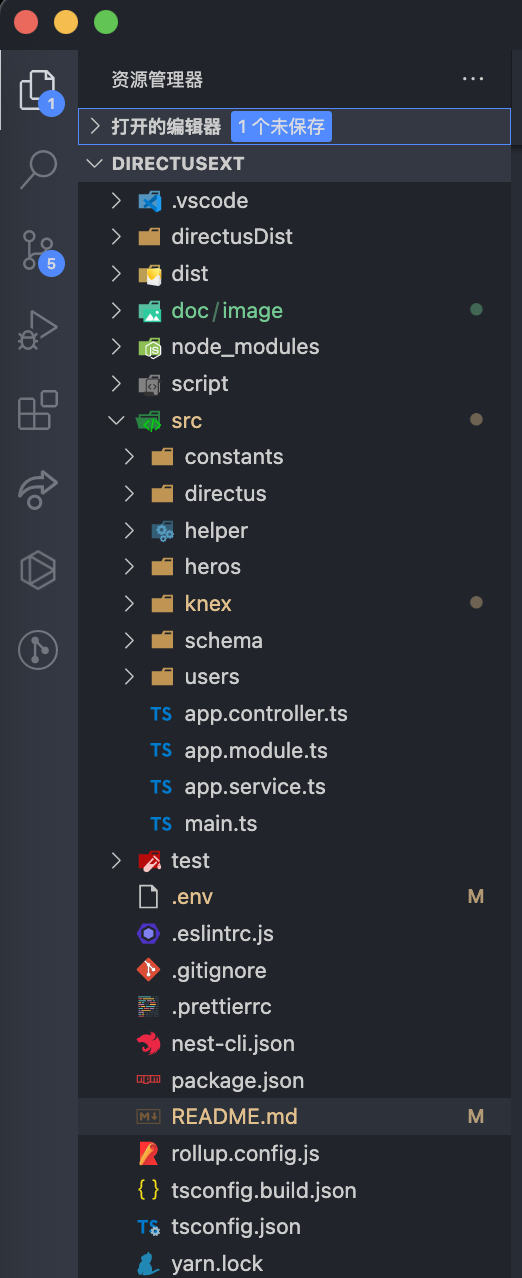 资源管理器 ...
1
打开的编辑器 1 个未保存
DIRECTUSEXT
.vscode
directusDist
5
dist
doc/image
node_modules
script
src
constants
directus
helper
heros
knex
schema
users
TS app.controller.ts
TS app.module.ts
TS app.service.ts
TS main.ts
test
.env M
.eslintrc.js
.gitignore
.prettierrc
nest-cli.json
package.json
README.md M
rollup.config.js
{ } tsconfig.build.json
TS tsconfig.json
yarn.lock